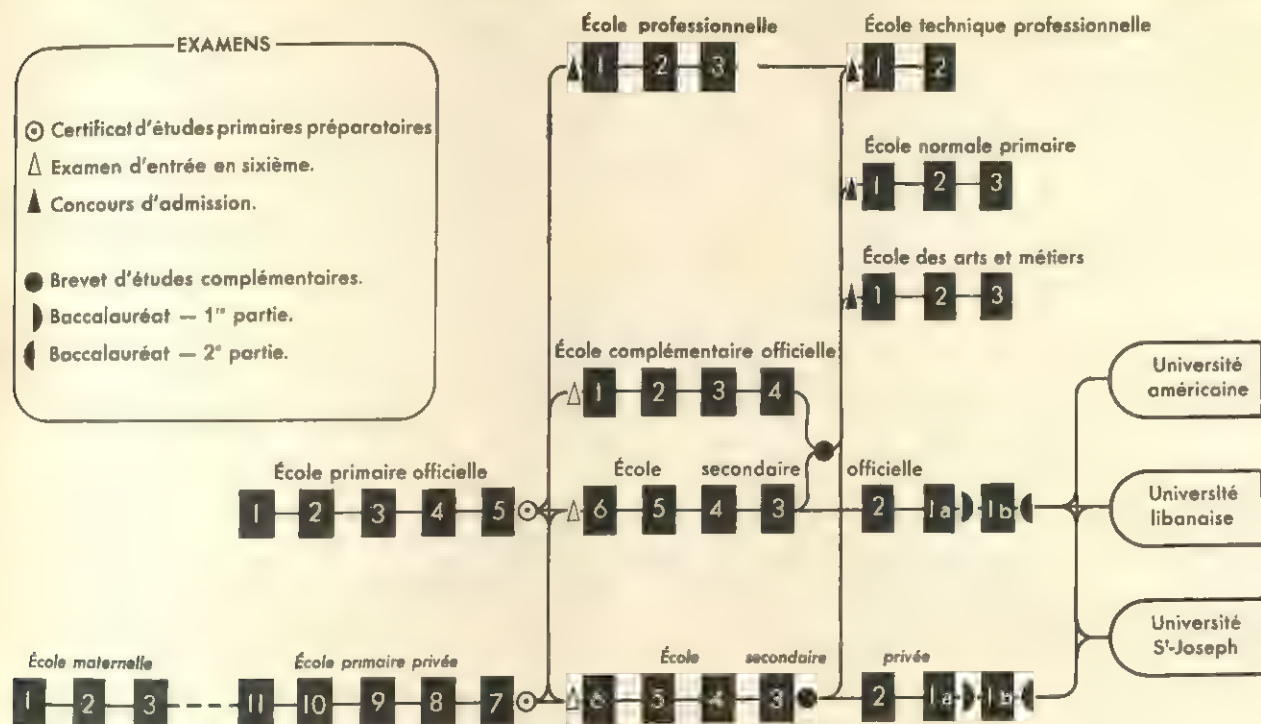 EXAMENS
Certificat d'études primaires préparatoires
Examen d'entrée en sixième.
Concours d'admission.
Brevet d'études complémentaires.
Baccalauréat — 1re partie.
Baccalauréat — 2e partie.
École professionnelle
1 2 3
École technique professionnelle
1 2
École normale primaire
1 2 3
École des arts et métiers
1 2 3
École complémentaire officielle
1 2 3 4
École primaire officielle
1 2 3 4 5
École secondaire officielle
6 5 4 3 2 1a 1b
École maternelle
1 2 3
École primaire privée
11 10 9 8 7
École secondaire privée
6 5 4 3 2 1a 1b
Université
américaine
Université
libanaise
Université
St-Joseph